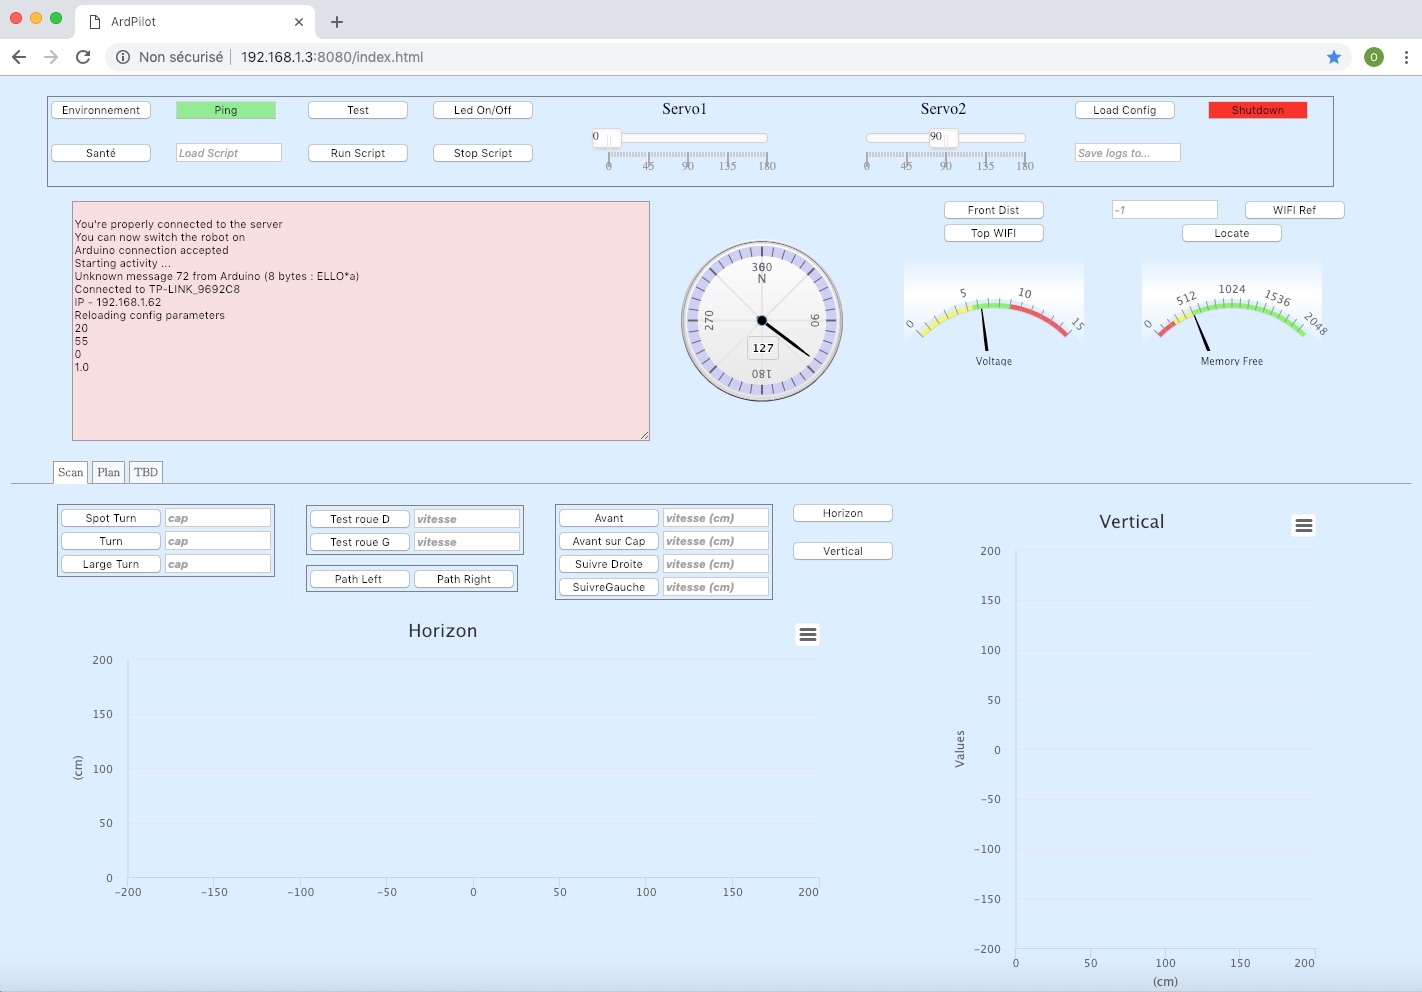 ArdPilot
Non sécurisé 192.168.1.3:8080/index.html
O
Environnement Ping Test Led On/Off Servo1 Servo2 Load Config Shutdown
0 90
0 45 90 135 180 0 45 90 135 180
Santé Load Script Run Script Stop Script Save logs to...
You're properly connected to the server
You can now switch the robot on
Arduino connection accepted
Starting activity ...
Unknown message 72 from Arduino (8 bytes : ELLO*a)
Connected to TP-LINK_9692C8
IP - 192.168.1.62
Reloading config parameters
20
55
0
1.0
N
90
180
270
127
Front Dist -1 WIFI Ref
Top WIFI Locate
0 5 10 15
Voltage
0 512 1024 1536 2048
Memory Free
Scan Plan TBD
Spot Turn cap
Turn cap
Large Turn cap
Test roue D vitesse
Test roue G vitesse
Path Left Path Right
Avant vitesse (cm)
Avant sur Cap vitesse (cm)
Suivre Droite vitesse (cm)
SuivreGauche vitesse (cm)
Horizon
Vertical
Horizon
(cm)
200
150
100
50
0
-200 -150 -100 -50 0 50 100 150 200
Vertical
Values
200
150
100
50
0
-50
-100
-150
-200
0 50 100 150 200
(cm)